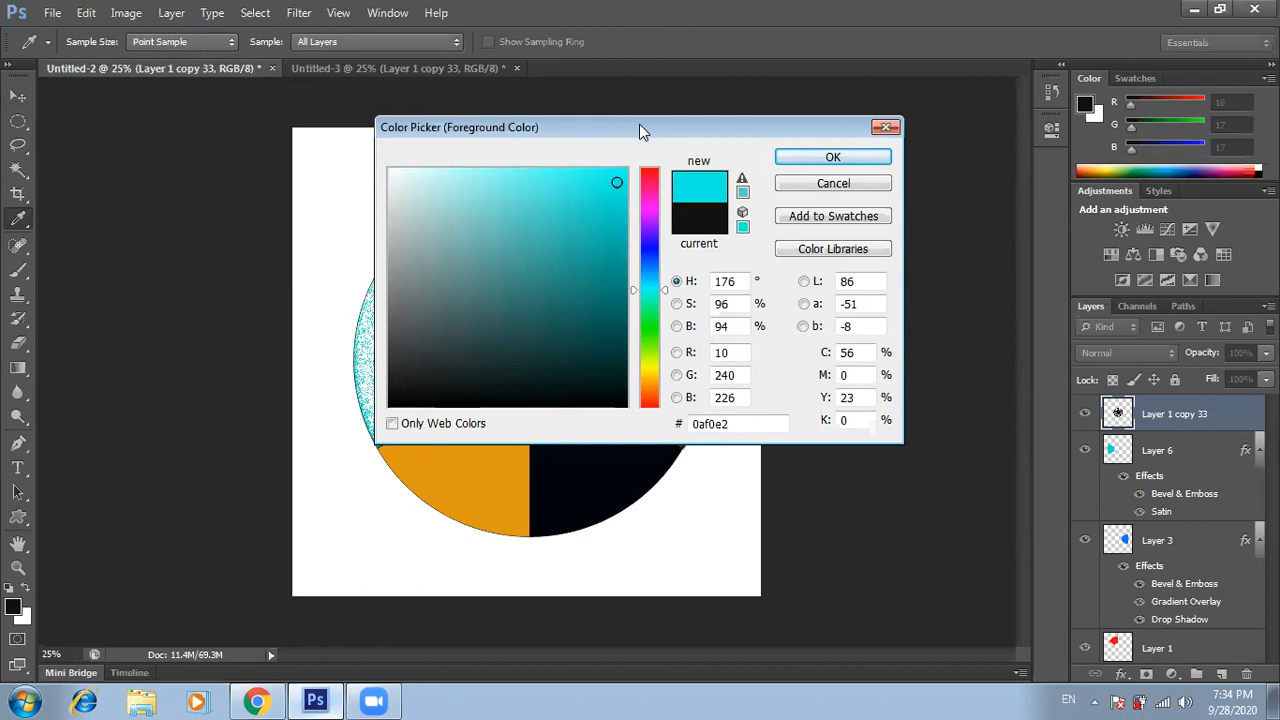 Ps File Edit Image Layer Type Select Filter View Window Help
Sample Size: Point Sample Sample: All Layers Show Sampling Ring Essentials
Untitled-2 @ 25% (Layer 1 copy 33, RGB/8) * × Untitled-3 @ 25% (Layer 1 copy 33, RGB/8) * ×
Color Swatches
R 16
G 17
B 17
Adjustments Styles
Add an adjustment
Layers Channels Paths
Kind
Normal Opacity: 100%
Lock: Fill: 100%
Layer 1 copy 33
Layer 6 fx
Effects
Bevel & Emboss
Satin
Layer 3 fx
Effects
Bevel & Emboss
Gradient Overlay
Drop Shadow
Layer 1
Color Picker (Foreground Color)
new
current
OK
Cancel
Add to Swatches
Color Libraries
H: 176 ° L: 86
S: 96 % a: -51
B: 94 % b: -8
R: 10 C: 56 %
G: 240 M: 0 %
B: 226 Y: 23 %
# 0af0e2 K: 0 %
Only Web Colors
25% Doc: 11.4M/69.3M
Mini Bridge Timeline
Ps
EN
7:34 PM
9/28/2020